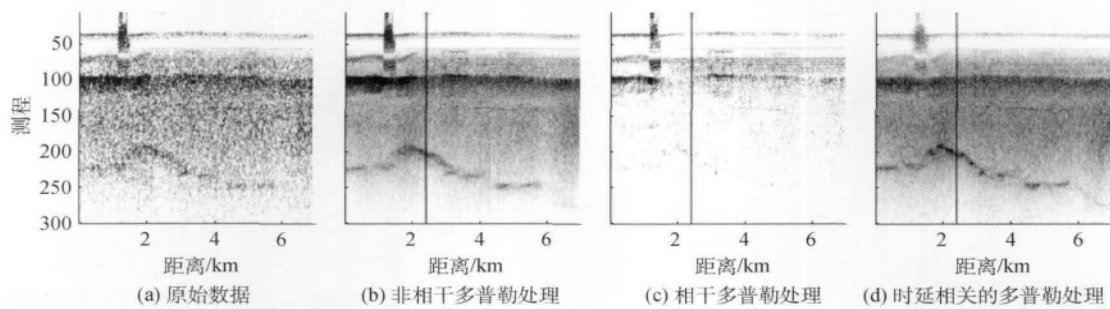 50
100
150
200
250
300
测程
2 4 6
2 4 6
2 4 6
2 4 6
距离/km
距离/km
距离/km
距离/km
(a) 原始数据
(b) 非相干多普勒处理
(c) 相干多普勒处理
(d) 时延相关的多普勒处理